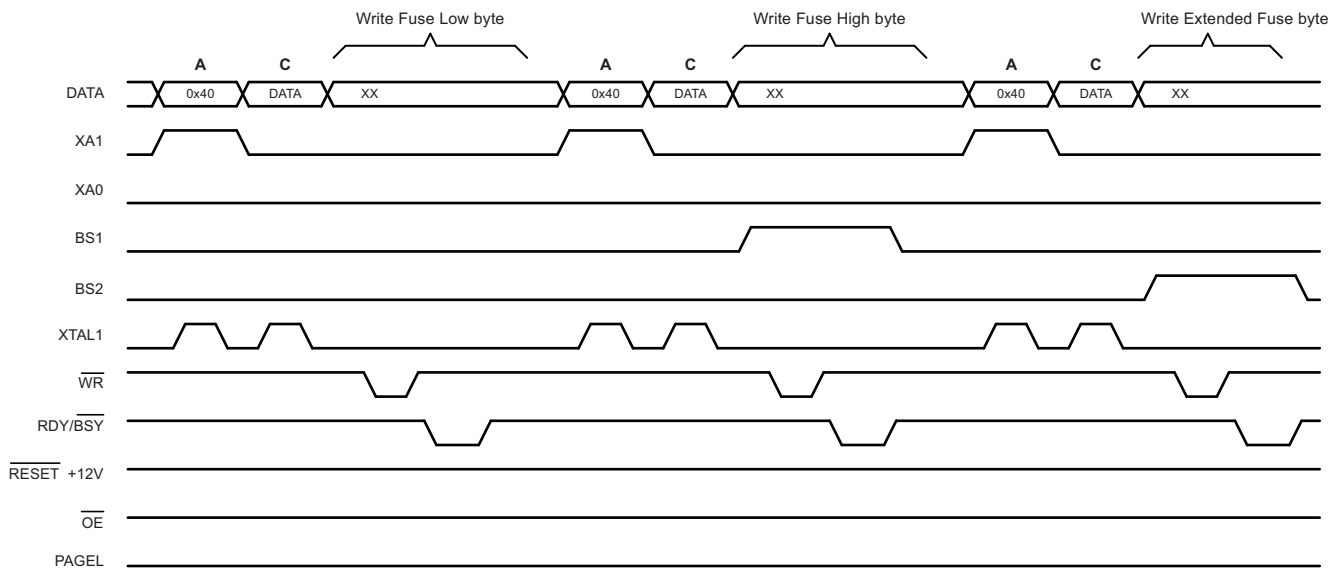 Write Fuse Low byte Write Fuse High byte Write Extended Fuse byte
A C A C A C
DATA 0x40 DATA XX 0x40 DATA XX 0x40 DATA XX
XA1
XA0
BS1
BS2
XTAL1
WR
RDY/BSY
RESET +12V
OE
PAGEL